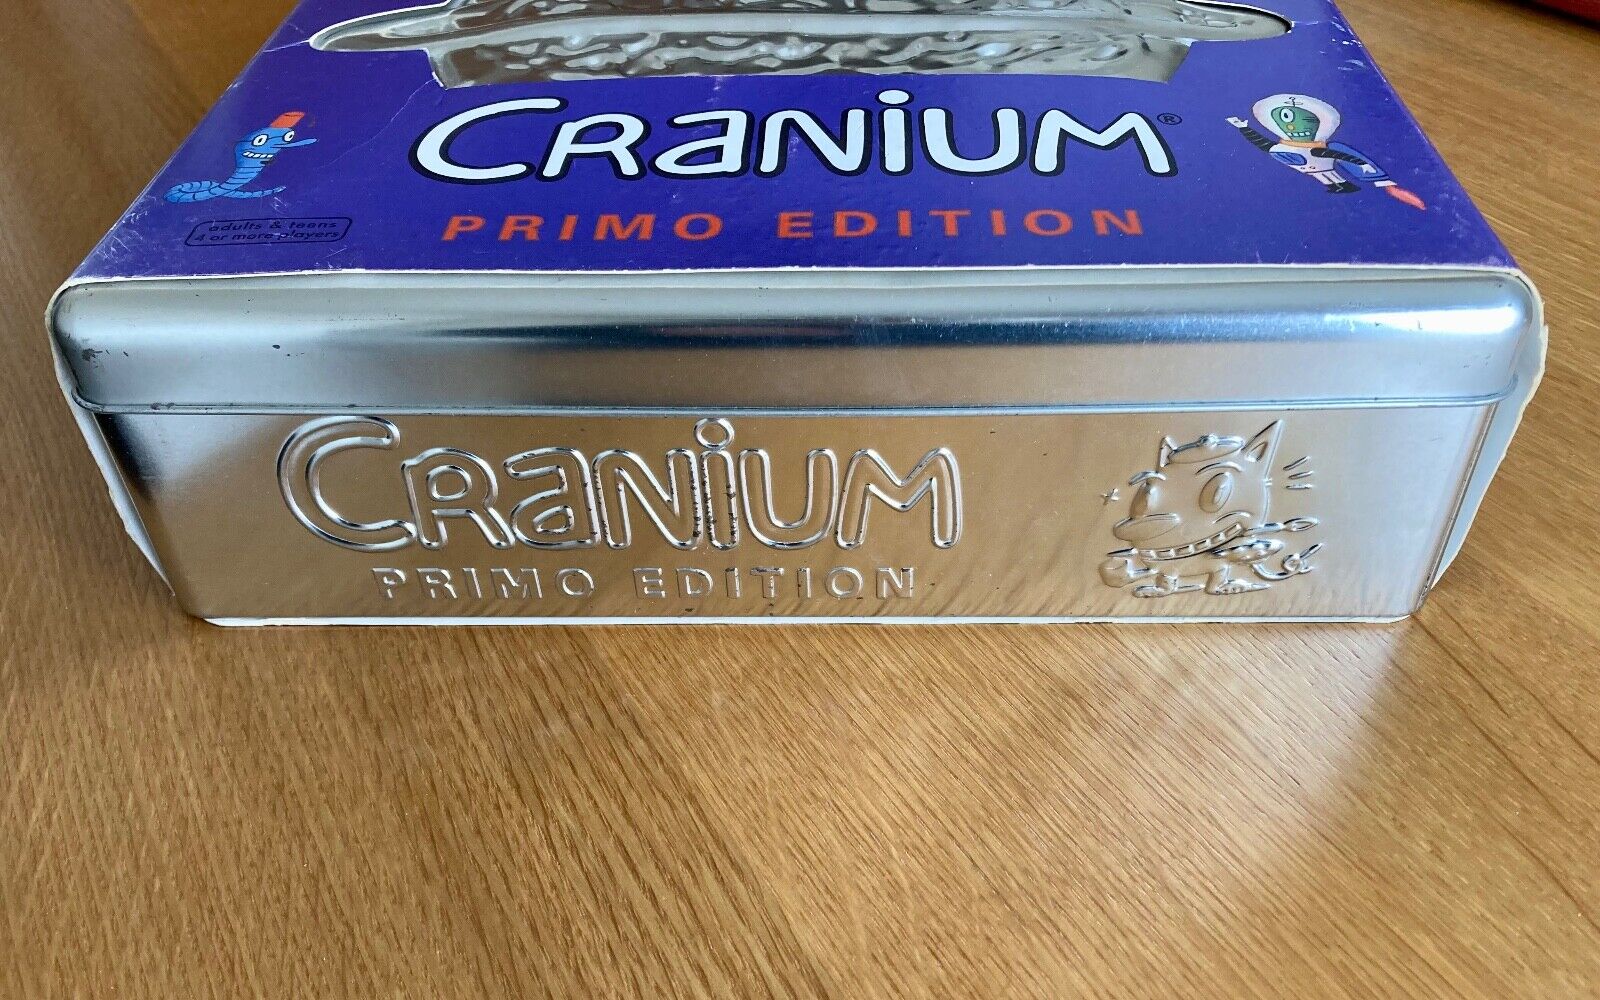 CRANIUM®
PRIMO EDITION
adults & teens
4 or more players
CRANIUM
PRIMO EDITION